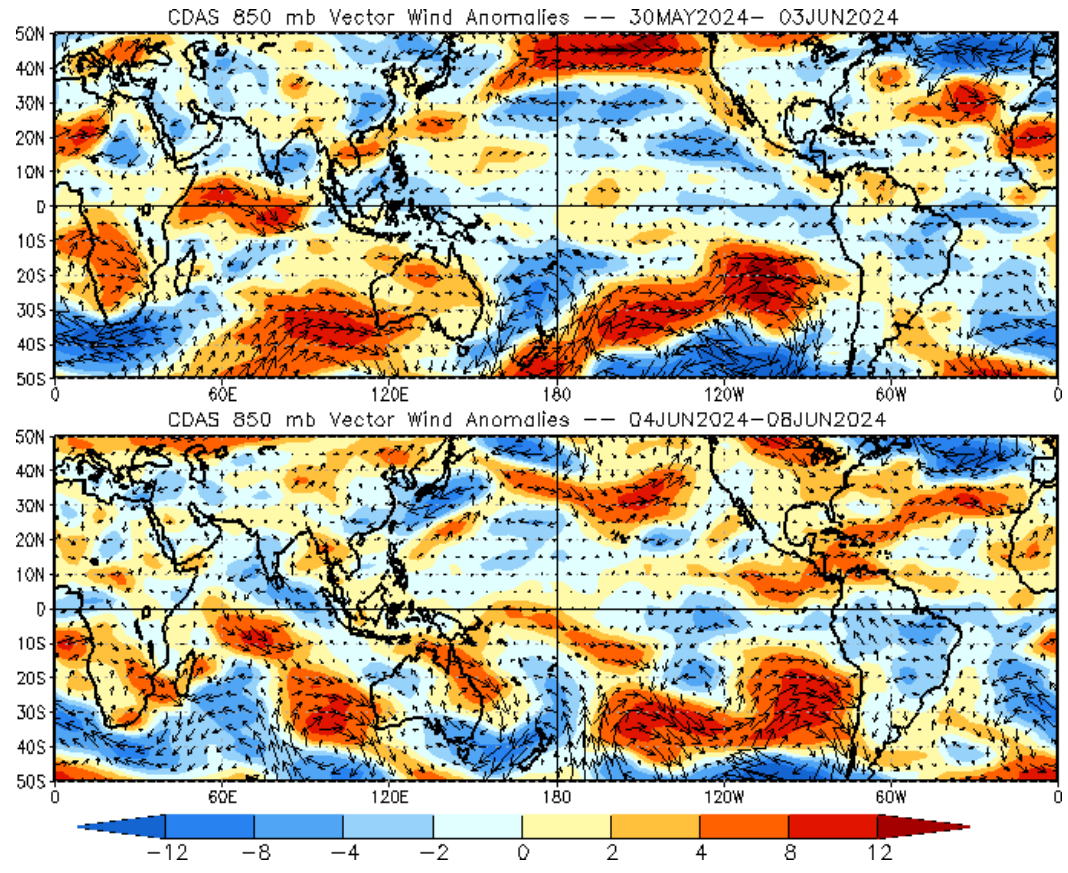 CDAS 850 mb Vector Wind Anomalies -- 30MAY2024- 03JUN2024
50N
40N
30N
20N
10N
0
10S
20S
30S
40S
50S
0 60E 120E 180 120W 60W 0
CDAS 850 mb Vector Wind Anomalies -- 04JUN2024-08JUN2024
50N
40N
30N
20N
10N
0
10S
20S
30S
40S
50S
0 60E 120E 180 120W 60W 0
-12 -8 -4 -2 0 2 4 8 12